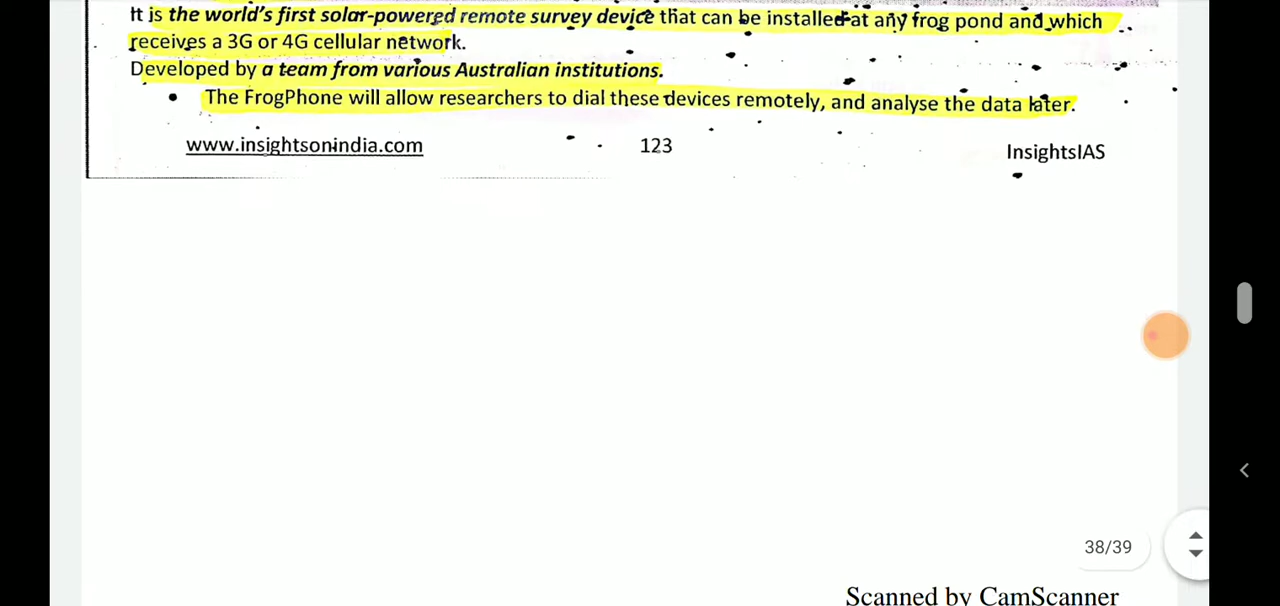 It is the world's first solar-powered remote survey device that can be installed at any frog pond and which
receives a 3G or 4G cellular network.
Developed by a team from various Australian institutions.
• The FrogPhone will allow researchers to dial these devices remotely, and analyse the data later.
www.insightsonindia.com 123 InsightsIAS
38/39
Scanned by CamScanner